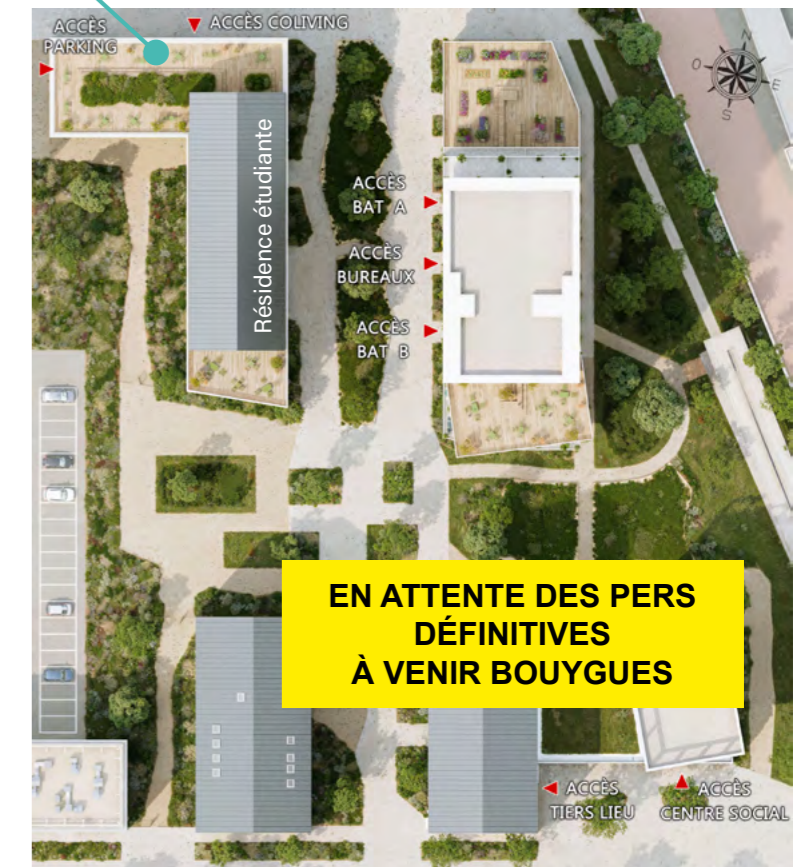 ACCÈS
PARKING
ACCÈS COLIVING
N
O
E
S
Résidence étudiante
ACCÈS
BAT A
ACCÈS
BUREAUX
ACCÈS
BAT B
EN ATTENTE DES PERS
DÉFINITIVES
À VENIR BOUYGUES
ACCÈS
TIERS LIEU
ACCÈS
CENTRE SOCIAL